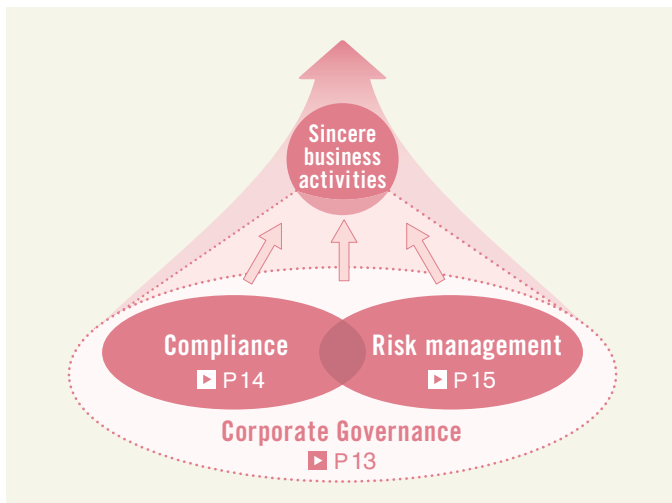 Sincere
business
activities
Compliance
P14
Risk management
P15
Corporate Governance
P13